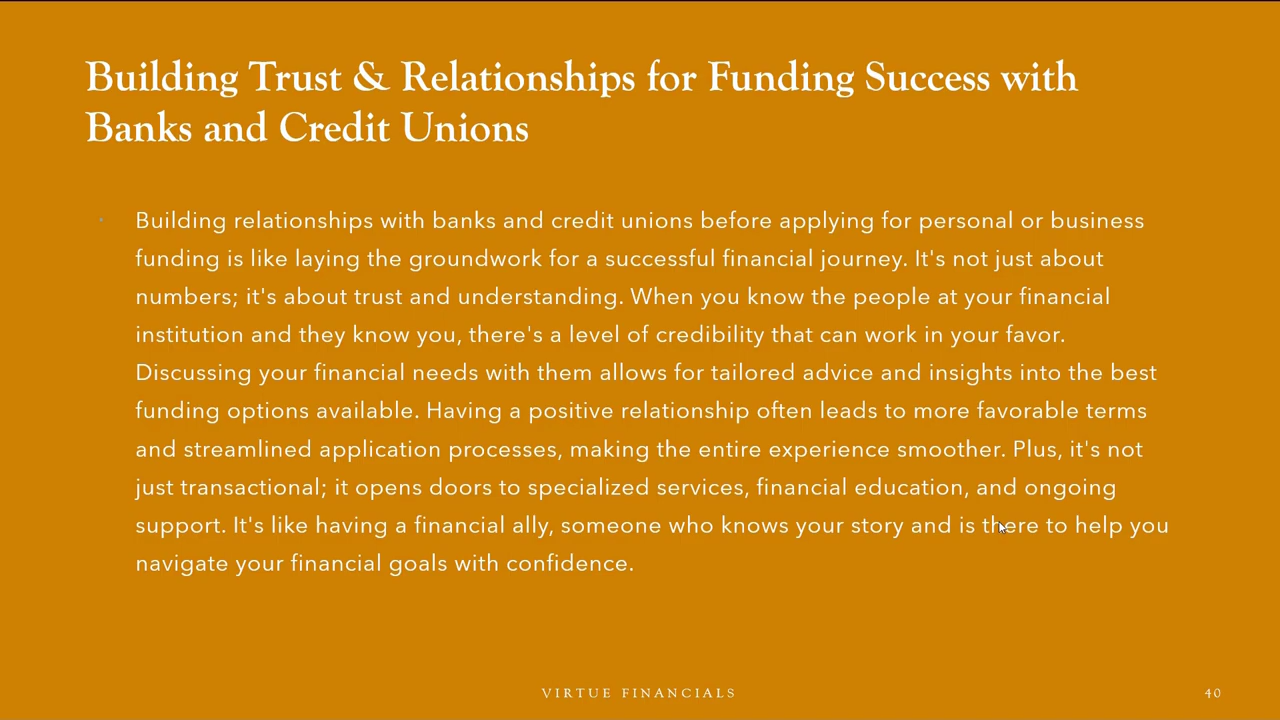 Building Trust & Relationships for Funding Success with
Banks and Credit Unions
Building relationships with banks and credit unions before applying for personal or business
funding is like laying the groundwork for a successful financial journey. It's not just about
numbers; it's about trust and understanding. When you know the people at your financial
institution and they know you, there's a level of credibility that can work in your favor.
Discussing your financial needs with them allows for tailored advice and insights into the best
funding options available. Having a positive relationship often leads to more favorable terms
and streamlined application processes, making the entire experience smoother. Plus, it's not
just transactional; it opens doors to specialized services, financial education, and ongoing
support. It's like having a financial ally, someone who knows your story and is there to help you
navigate your financial goals with confidence.
VIRTUE FINANCIALS
40